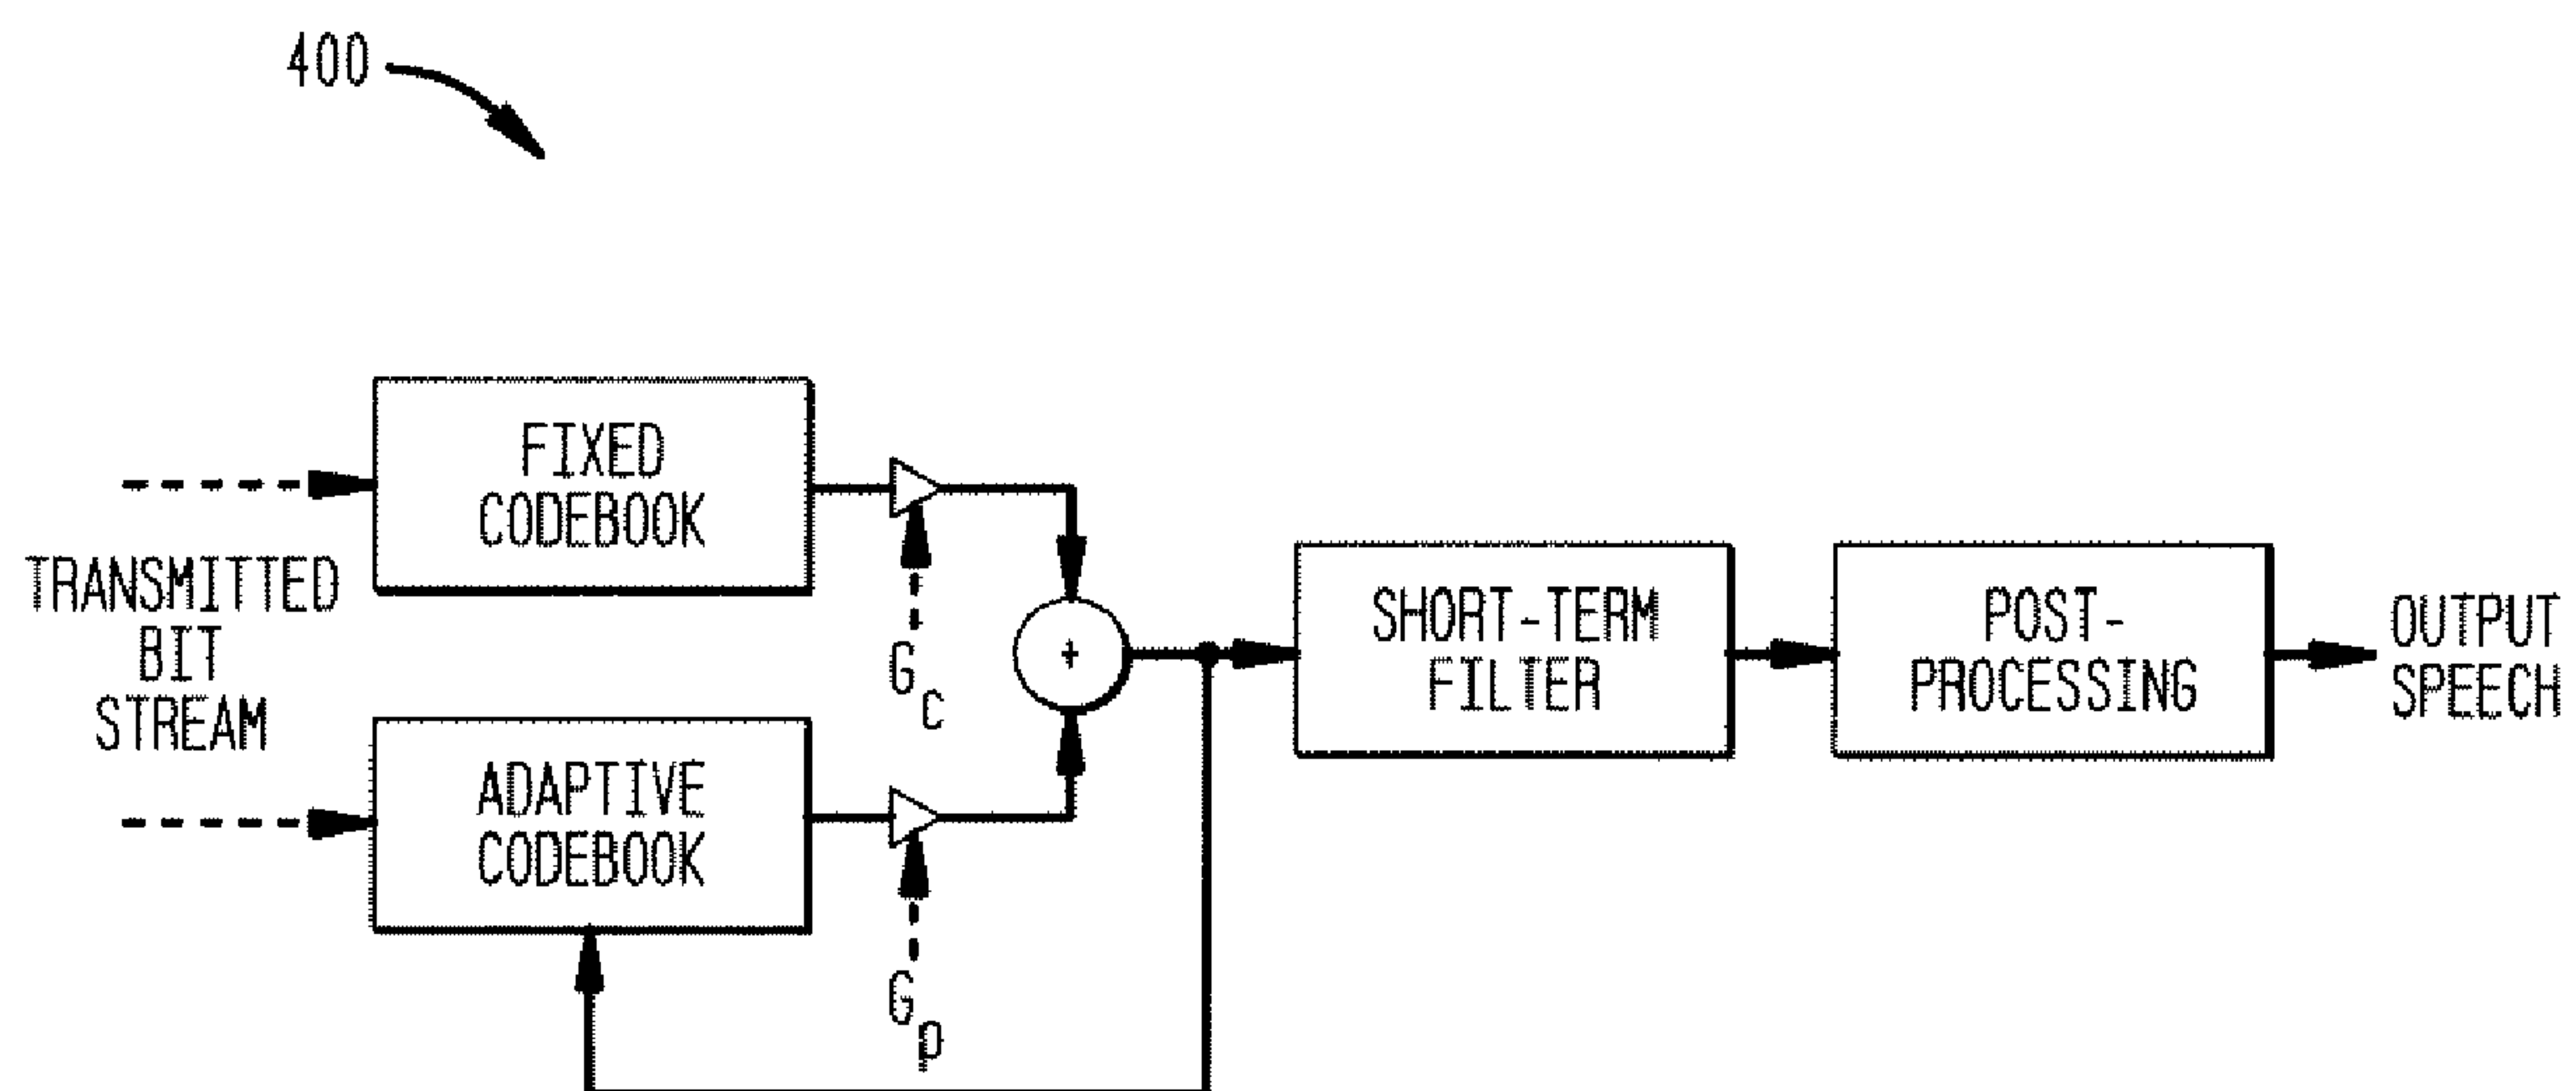 400
FIXED
CODEBOOK
TRANSMITTED
BIT
STREAM
G
C
+
SHORT-TERM
FILTER
POST-
PROCESSING
OUTPUT
SPEECH
ADAPTIVE
CODEBOOK
G
p